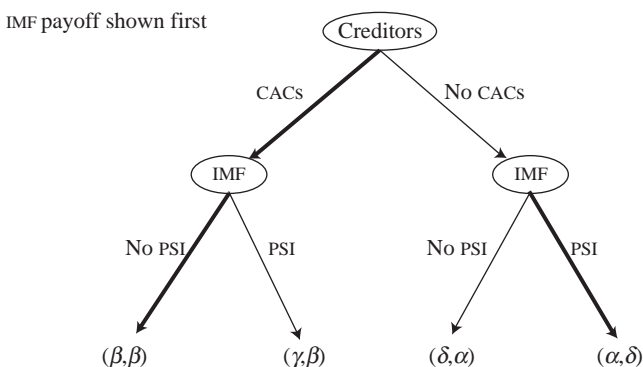 IMF payoff shown first
Creditors
CACs
No CACs
IMF
IMF
No PSI
PSI
No PSI
PSI
(β,β)
(γ,β)
(δ,α)
(α,δ)